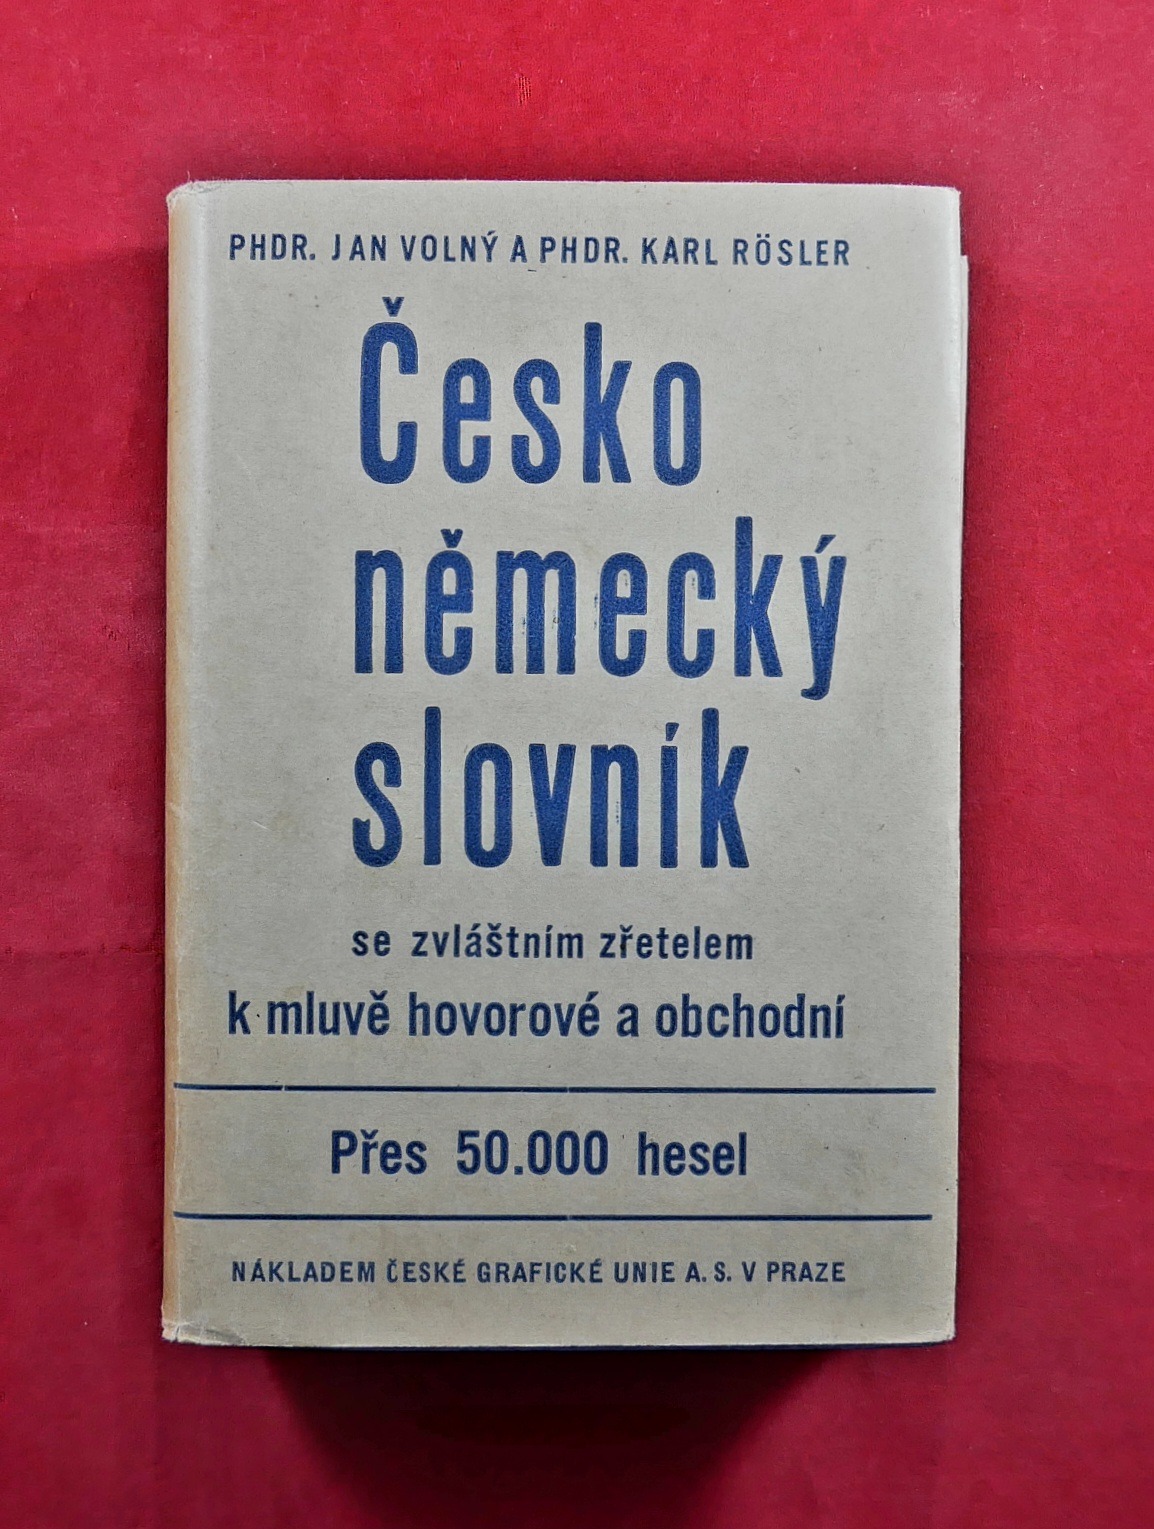 PHDR. JAN VOLNÝ A PHDR. KARL RÖSLER
Česko
německý
slovník
se zvláštním zřetelem
k mluvě hovorové a obchodní
Přes 50.000 hesel
NÁKLADEM ČESKÉ GRAFICKÉ UNIE A. S. V PRAZE